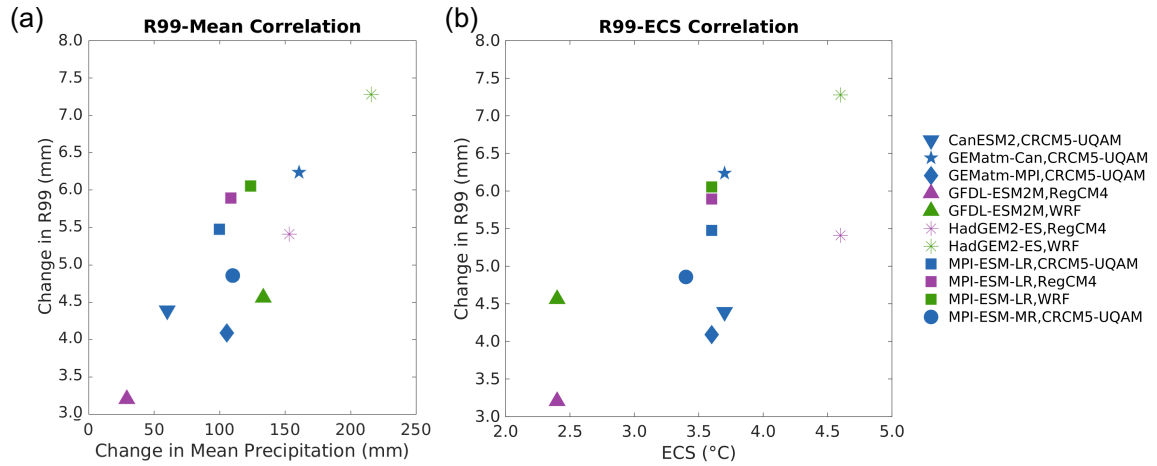 (a)
R99-Mean Correlation
8.0
7.5
7.0
6.5
6.0
5.5
5.0
4.5
4.0
3.5
3.0
0 50 100 150 200 250
Change in Mean Precipitation (mm)
Change in R99 (mm)
(b)
R99-ECS Correlation
8.0
7.5
7.0
6.5
6.0
5.5
5.0
4.5
4.0
3.5
3.0
2.0 2.5 3.5 3.0 4.0 4.5 5.0
ECS (°C)
Change in R99 (mm)
CanESM2,CRCM5-UQAM
GEMatm-Can,CRCM5-UQAM
GEMatm-MPI,CRCM5-UQAM
GFDL-ESM2M,RegCM4
GFDL-ESM2M,WRF
HadGEM2-ES,RegCM4
HadGEM2-ES,WRF
MPI-ESM-LR,CRCM5-UQAM
MPI-ESM-LR,RegCM4
MPI-ESM-LR,WRF
MPI-ESM-MR,CRCM5-UQAM